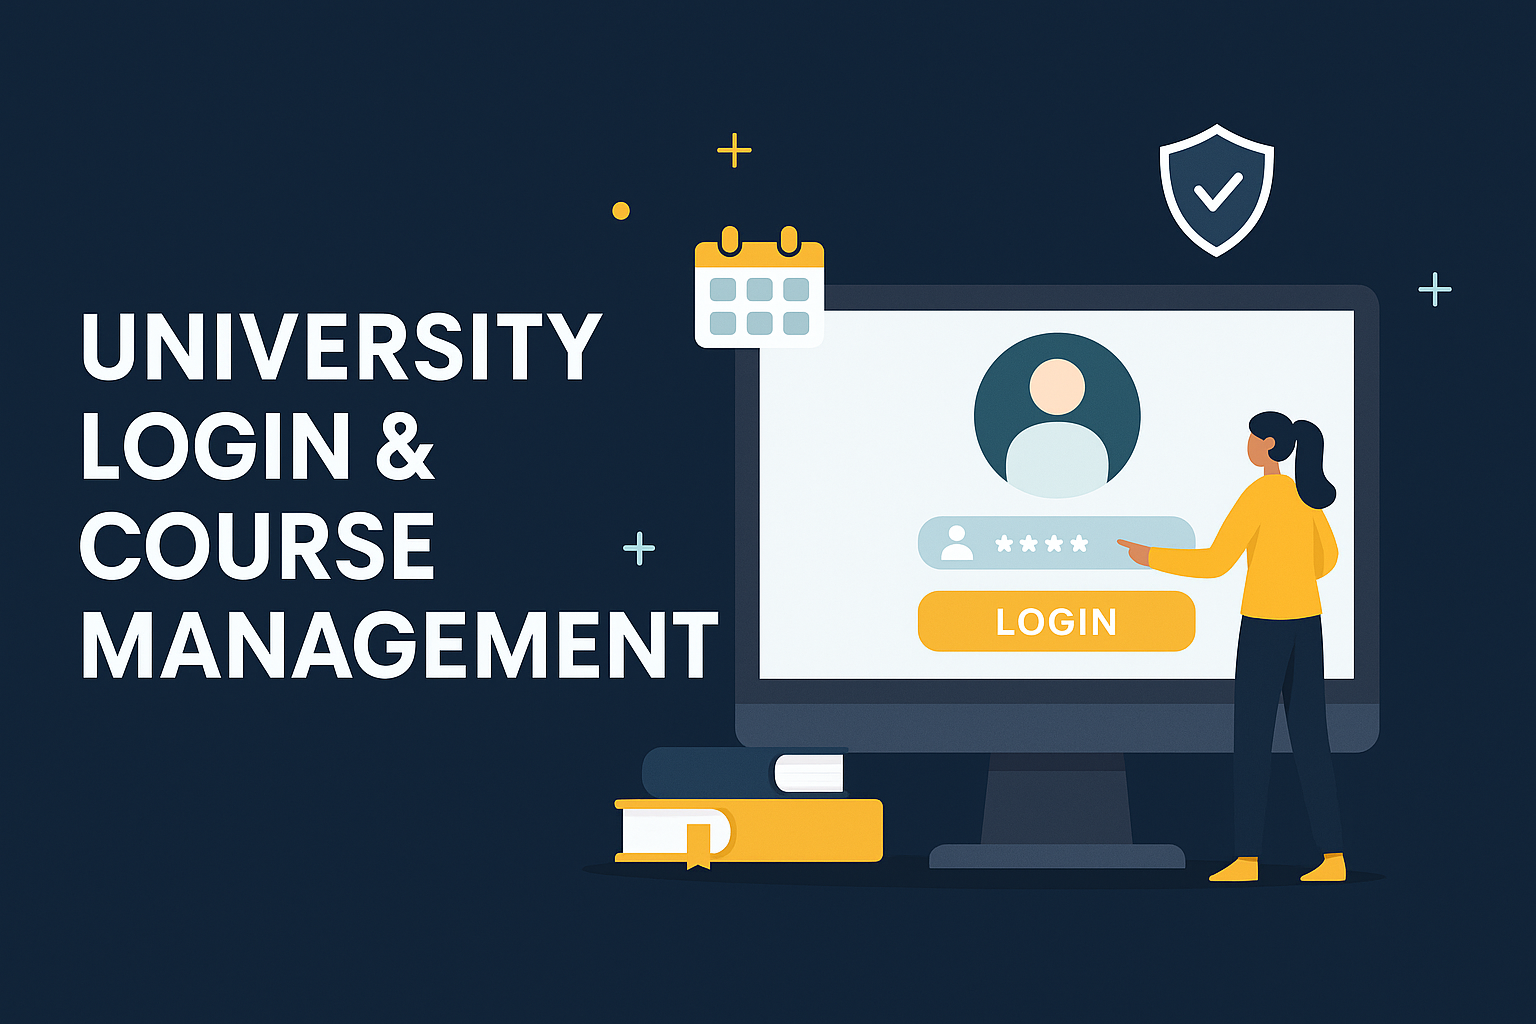 UNIVERSITY
LOGIN &
COURSE
MANAGEMENT
****
LOGIN